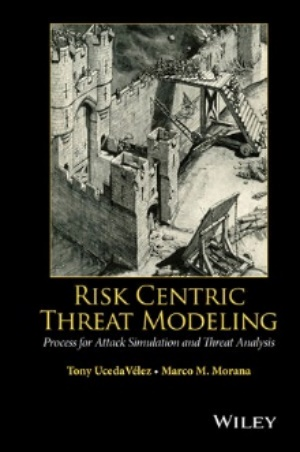 RISK CENTRIC
THREAT MODELING
Process for Attack Simulation and Threat Analysis
Tony UcedaVélez • Marco M. Morana
WILEY